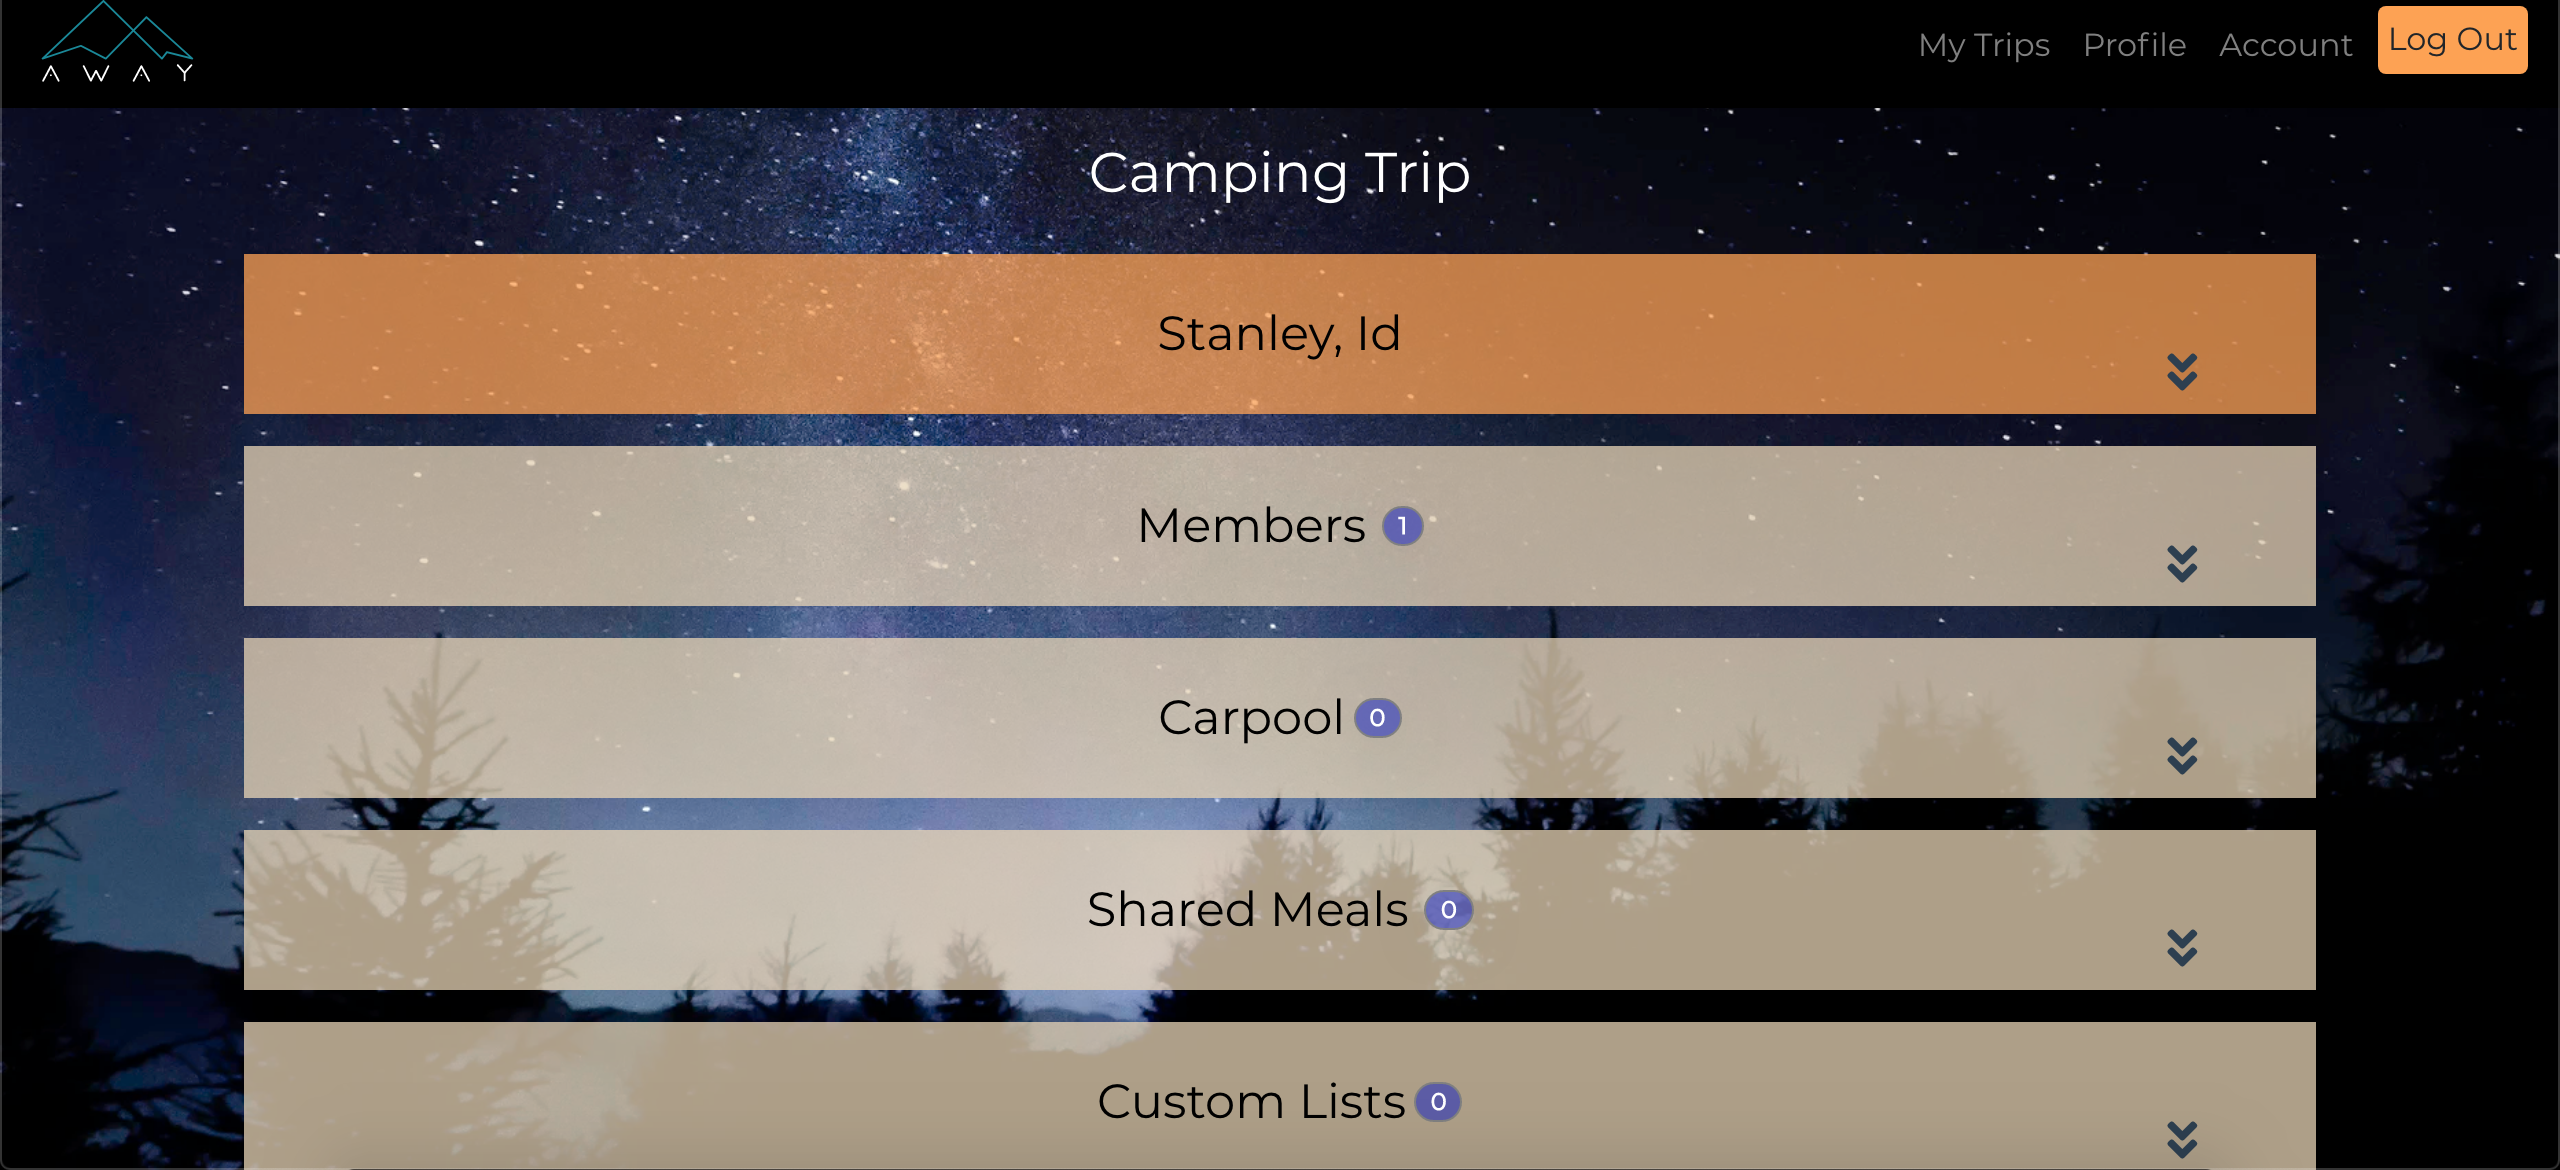 AWAY
My Trips Profile Account Log Out
Camping Trip
Stanley, Id
Members 1
Carpool 0
Shared Meals 0
Custom Lists 0